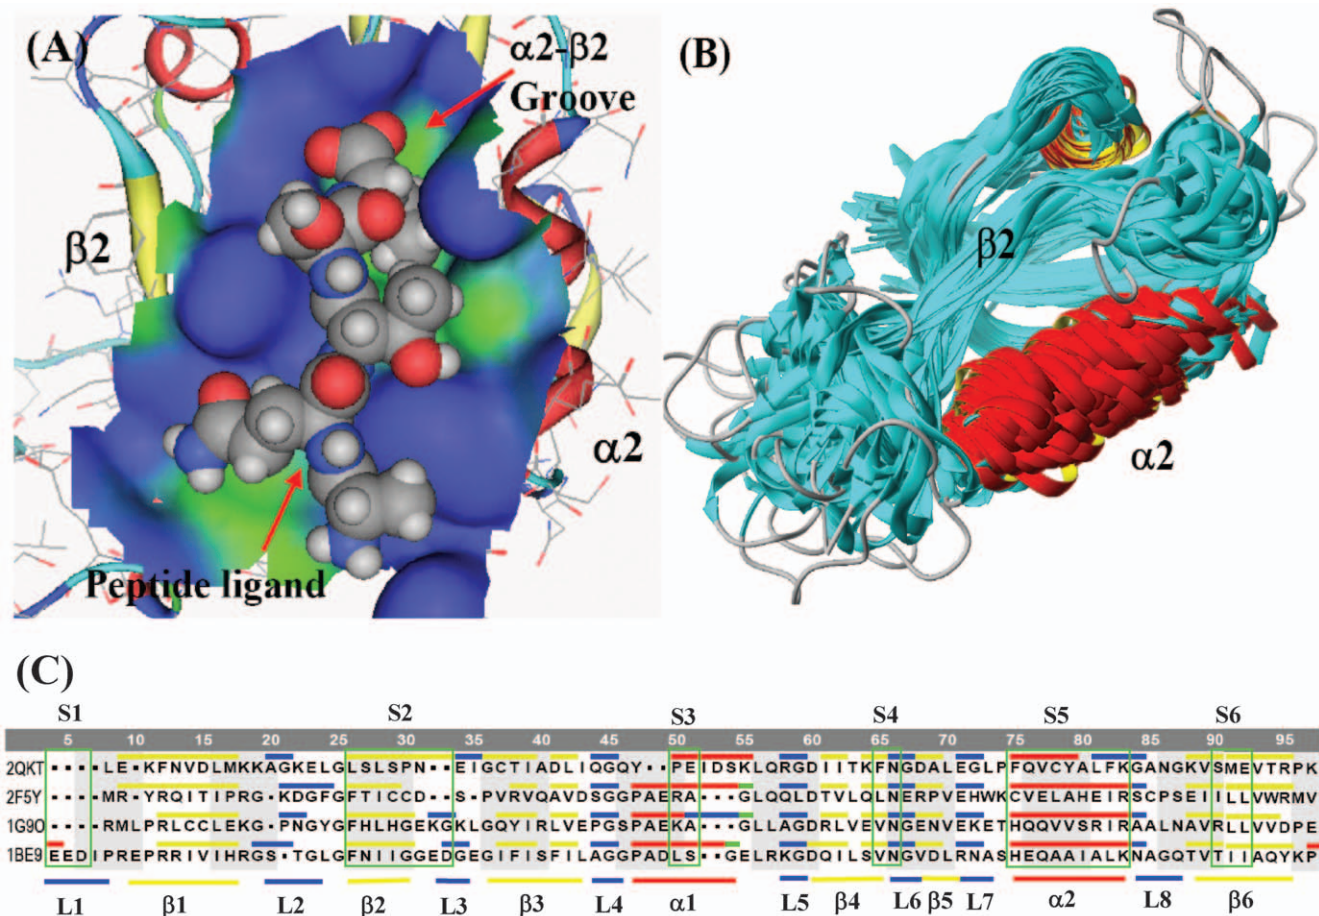 (A)
α2-β2
Groove
β2
α2
Peptide ligand
(B)
β2
α2
(C)
S1 S2 S3 S4 S5 S6
5 10 15 20 25 30 35 40 45 50 55 60 65 70 75 80 85 90 95
2QKT ····LE·KFNVDLMKKAGKELGLSLSPN··EIGCTIADLIQGQY··PEIDSKLQRGDIITKFNGDALEGLPFQVCYALFKGANGKVSMEVTRPK
2F5Y ····MR·YRQITIPRG·KDGFGFTICCD·S·PVRVQAVDSGGPAERA··GLQQLDTVLQLNERPVEHWKCVELAHEIRSCPSEIILLVWRMV
1G9O ····RMLPRLCCLEKG·PNGYGFHLHGEKGKLGQYIRLVEPGSPAEKA··GLLAGDRLVEVNGENVEKETHQQVVSRIRAALNAVRLLVVDPE
1BE9 EEDIPREPRRIVIHRGS·TGLGFNIIGGEDGEGIFISFILAGGPADLS·GELRKGDQILSVNGVDLRNASHEQAAIALKNAGQTVTIIAQYKP
L1 β1 L2 β2 L3 β3 L4 α1 L5 β4 L6 β5 L7 α2 L8 β6